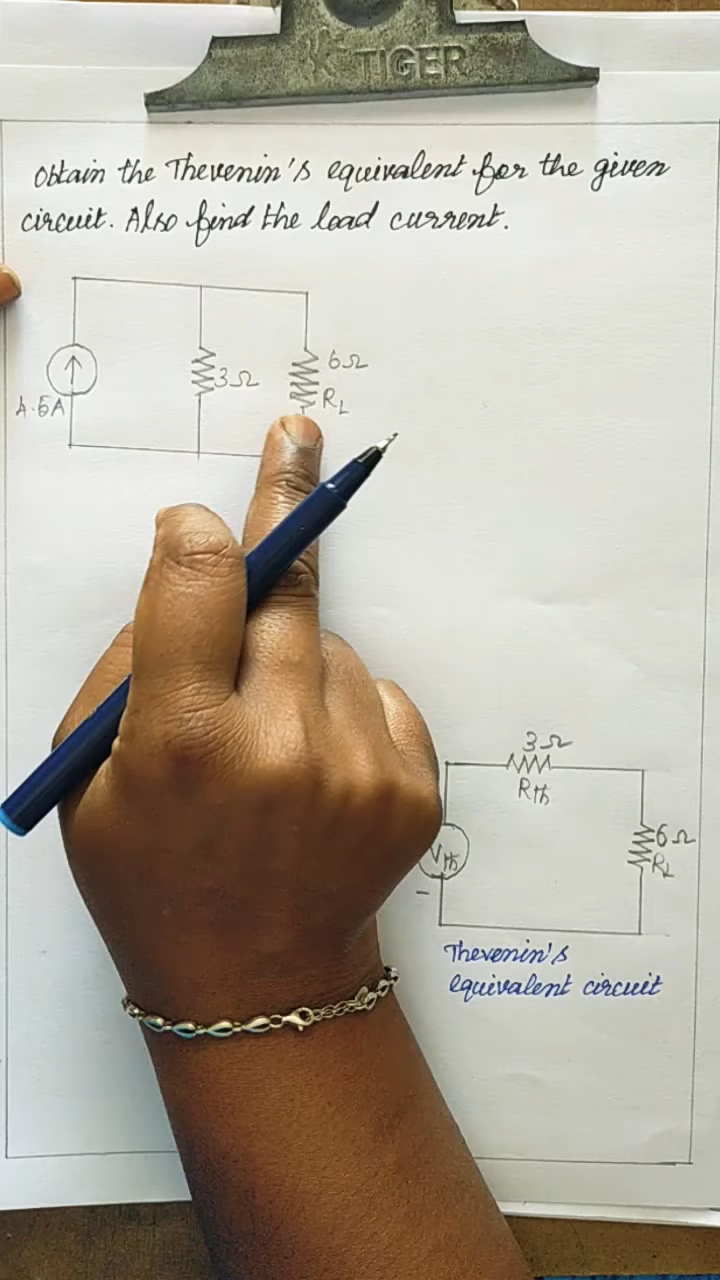 TIGER
Obtain the Thevenin's equivalent for the given
circuit. Also find the load current.
6Ω
3Ω
4.5A
RL
3Ω
Rth
6Ω
Vth
RL
-
Thevenin's
equivalent circuit